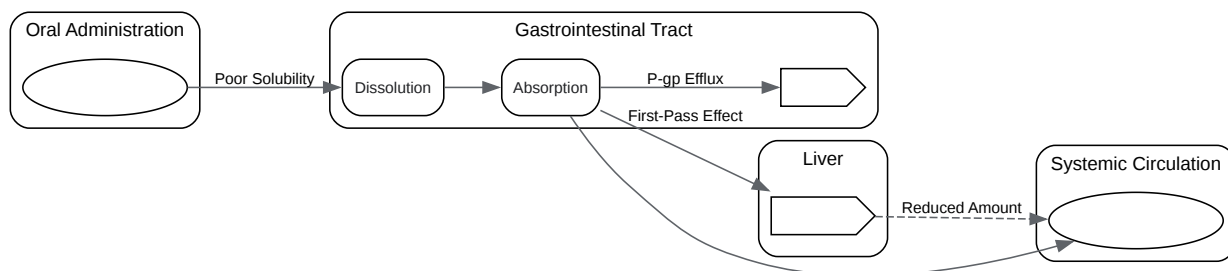 Oral Administration
Gastrointestinal Tract
Poor Solubility
Dissolution
Absorption
P-gp Efflux
First-Pass Effect
Liver
Systemic Circulation
Reduced Amount